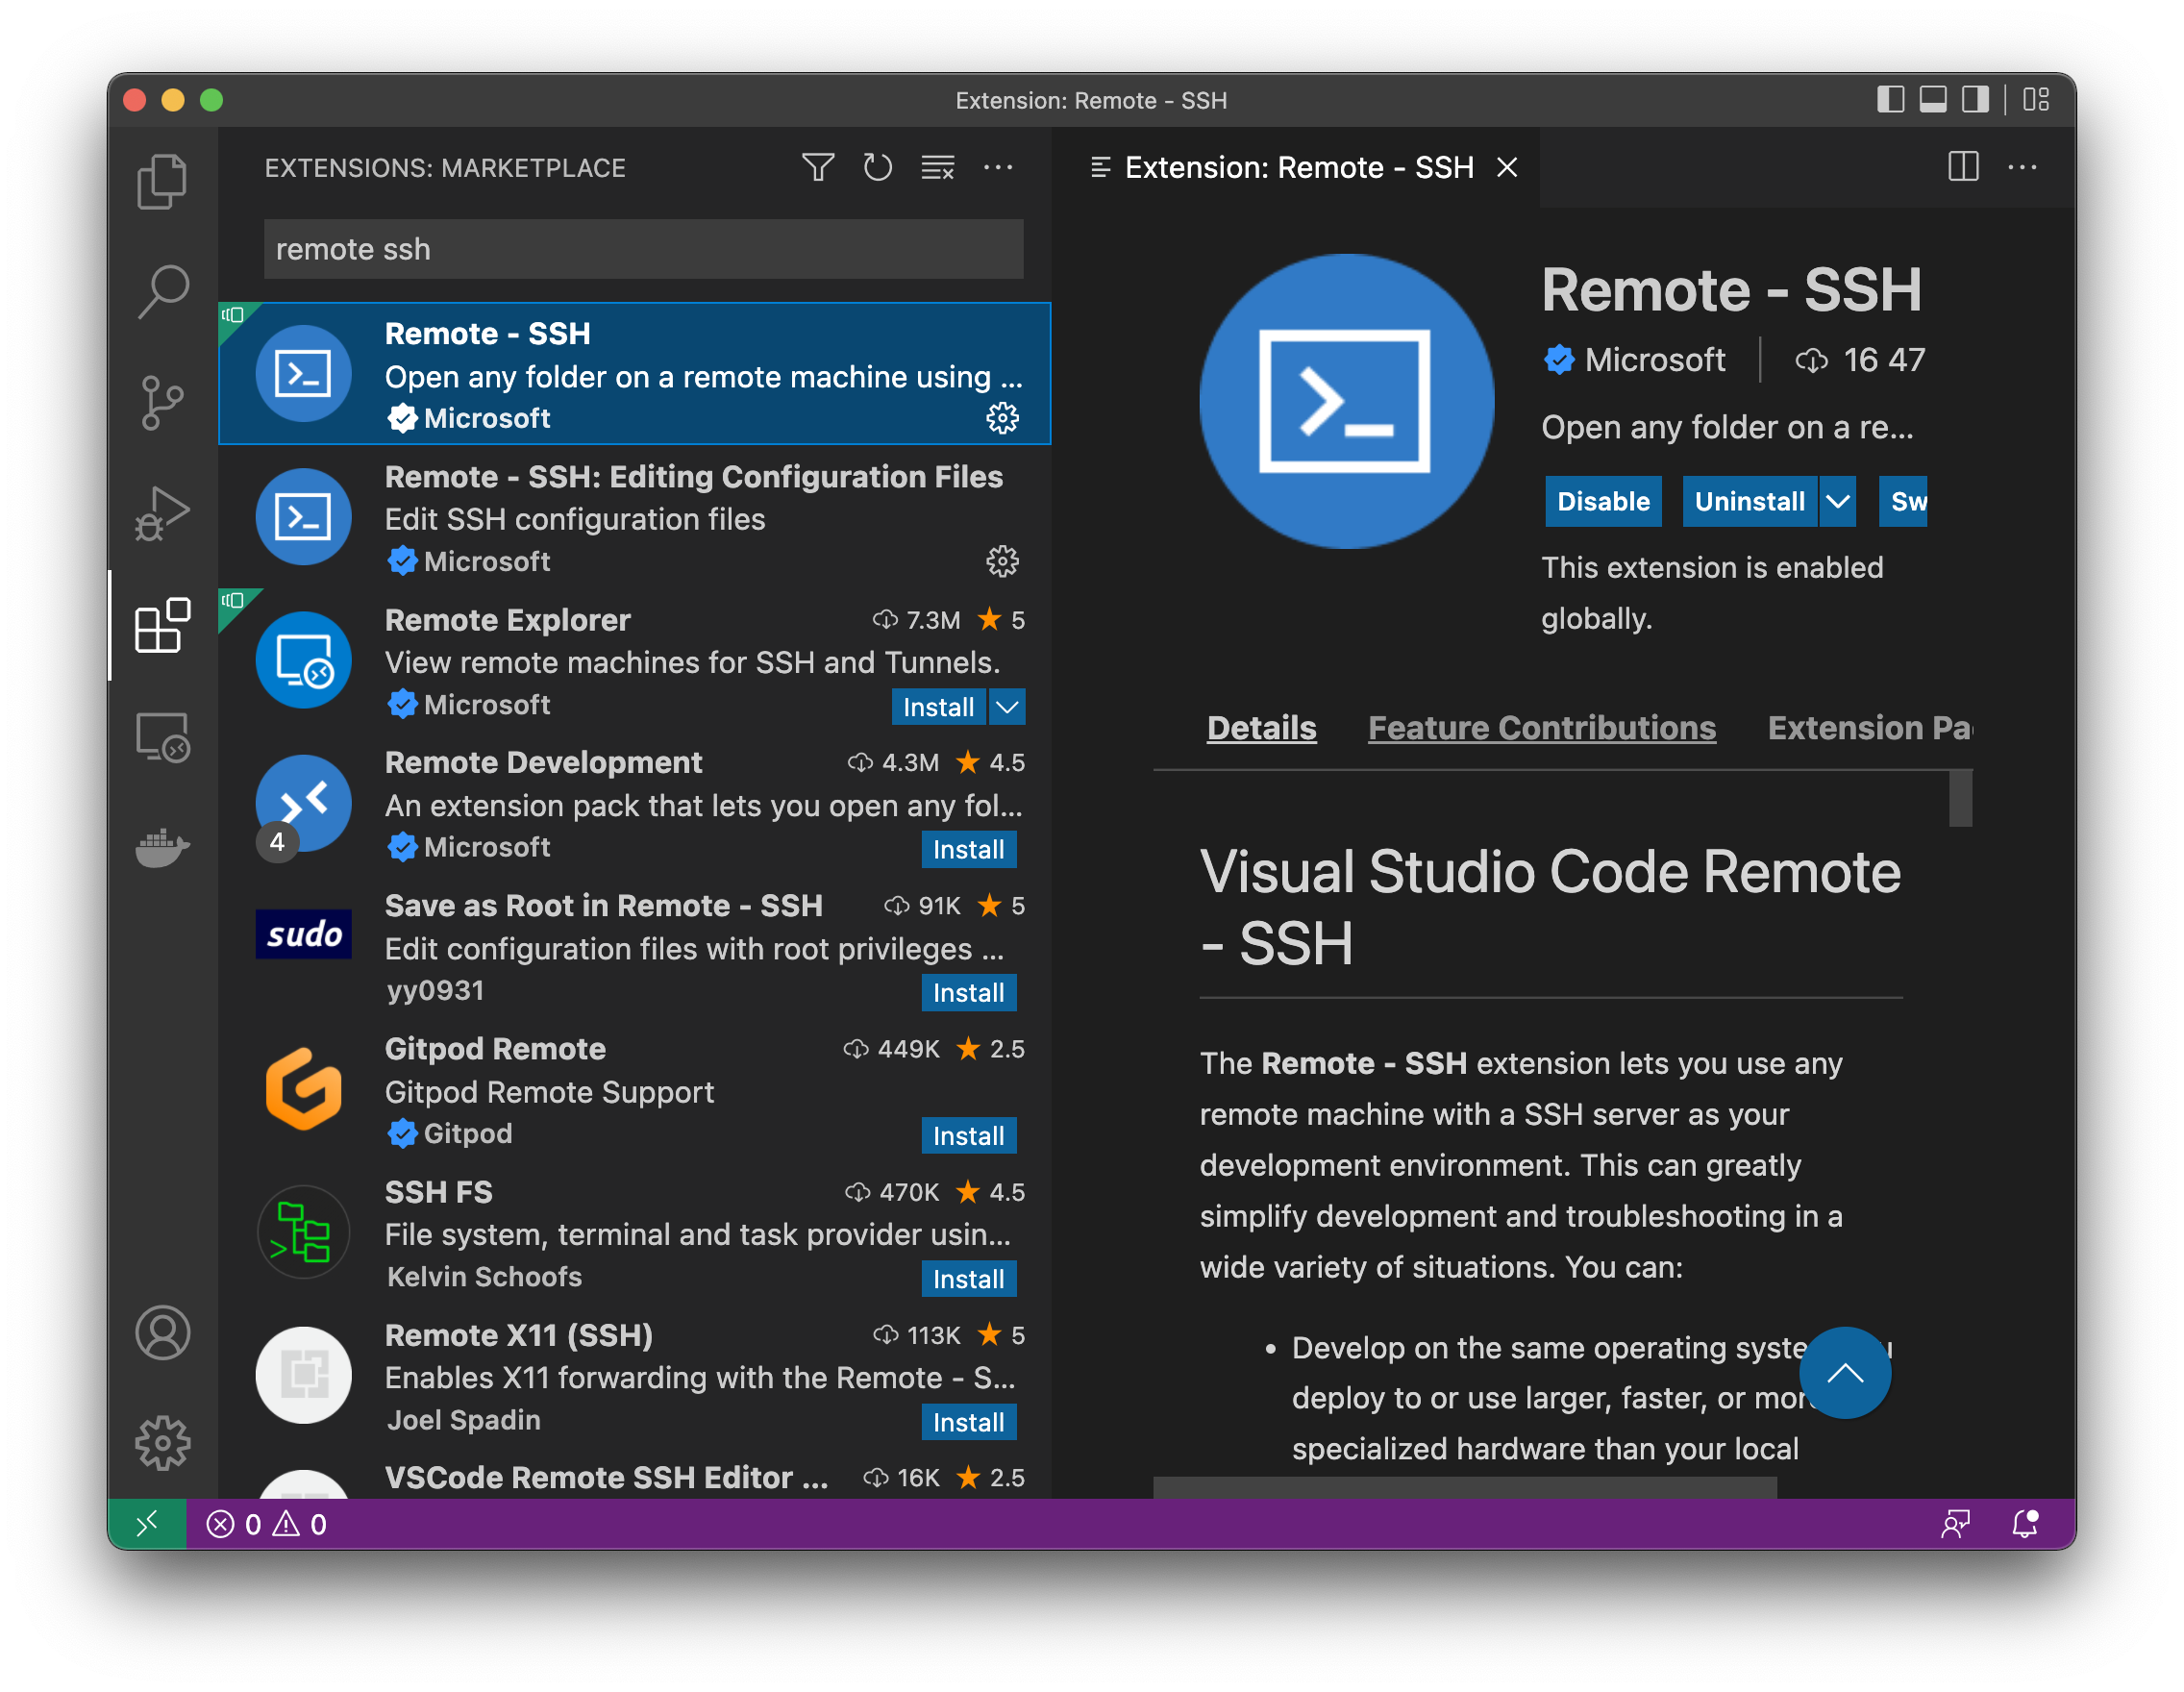 Extension: Remote - SSH
EXTENSIONS: MARKETPLACE
remote ssh
Remote - SSH
Open any folder on a remote machine using ...
Microsoft
Remote - SSH: Editing Configuration Files
Edit SSH configuration files
Microsoft
Remote Explorer 7.3M 5
View remote machines for SSH and Tunnels.
Microsoft Install
Remote Development 4.3M 4.5
An extension pack that lets you open any fol...
4
Microsoft Install
Save as Root in Remote - SSH 91K 5
sudo
Edit configuration files with root privileges ...
yy0931 Install
Gitpod Remote 449K 2.5
Gitpod Remote Support
Gitpod Install
SSH FS 470K 4.5
File system, terminal and task provider usin...
Kelvin Schoofs Install
Remote X11 (SSH) 113K 5
Enables X11 forwarding with the Remote - S...
Joel Spadin Install
VSCode Remote SSH Editor ... 16K 2.5
Extension: Remote - SSH
Remote - SSH
Microsoft 16 47
Open any folder on a re...
Disable Uninstall Sw
This extension is enabled
globally.
Details Feature Contributions Extension Pa
Visual Studio Code Remote
- SSH
The Remote - SSH extension lets you use any
remote machine with a SSH server as your
development environment. This can greatly
simplify development and troubleshooting in a
wide variety of situations. You can:
• Develop on the same operating syste
deploy to or use larger, faster, or mor
specialized hardware than your local
0 0